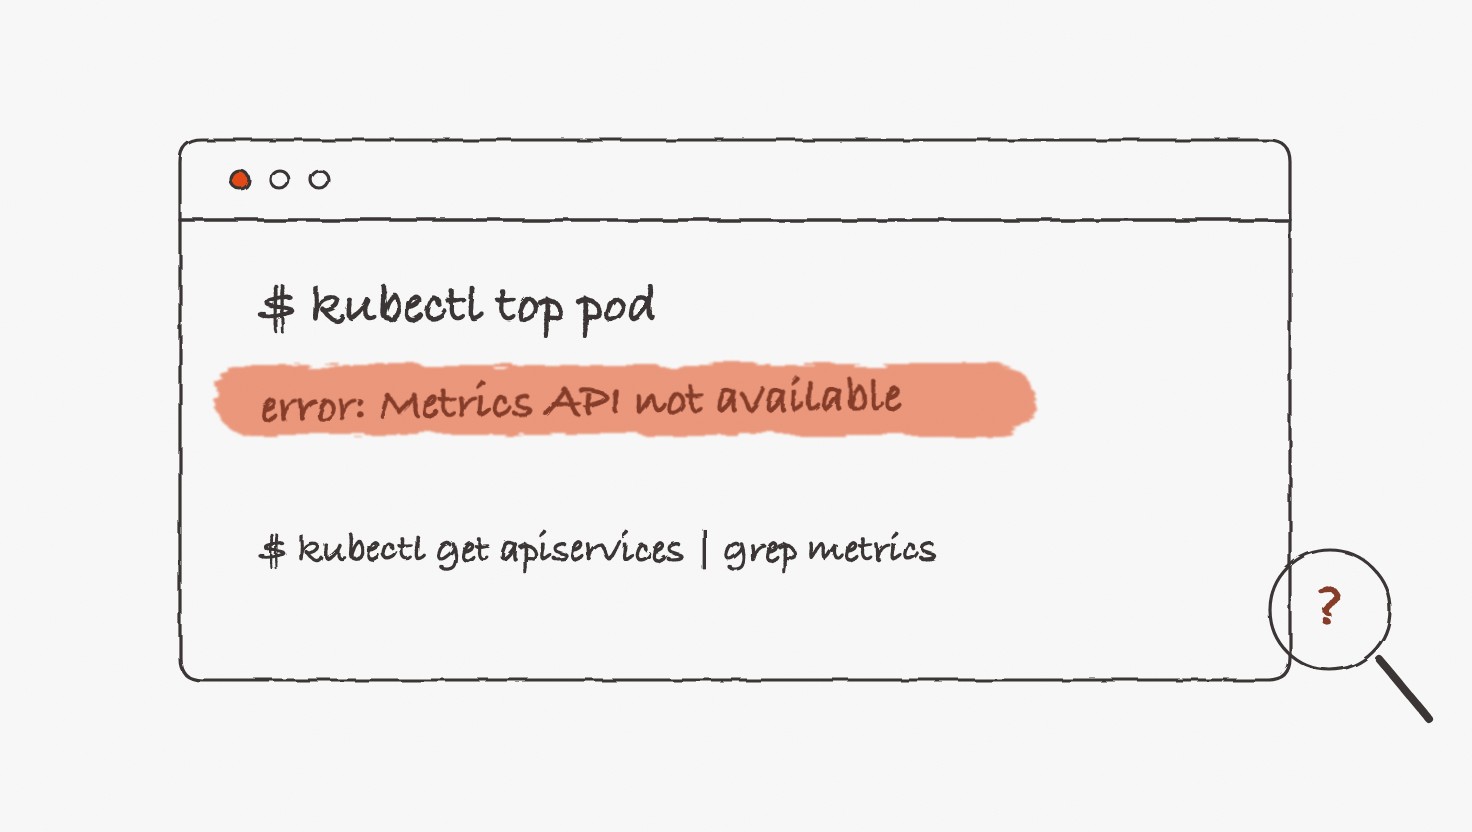 $ kubectl top pod
error: Metrics API not available
$ kubectl get apiservices | grep metrics
?